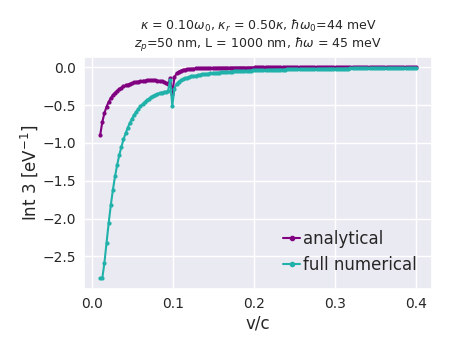 κ = 0.10ω₀, κᵣ = 0.50κ, ℏω₀=44 meV
zₚ=50 nm, L = 1000 nm, ℏω = 45 meV
Int 3 [eV⁻¹]
0.0
−0.5
−1.0
−1.5
−2.0
−2.5
analytical
full numerical
0.0 0.1 0.2 0.3 0.4
v/c